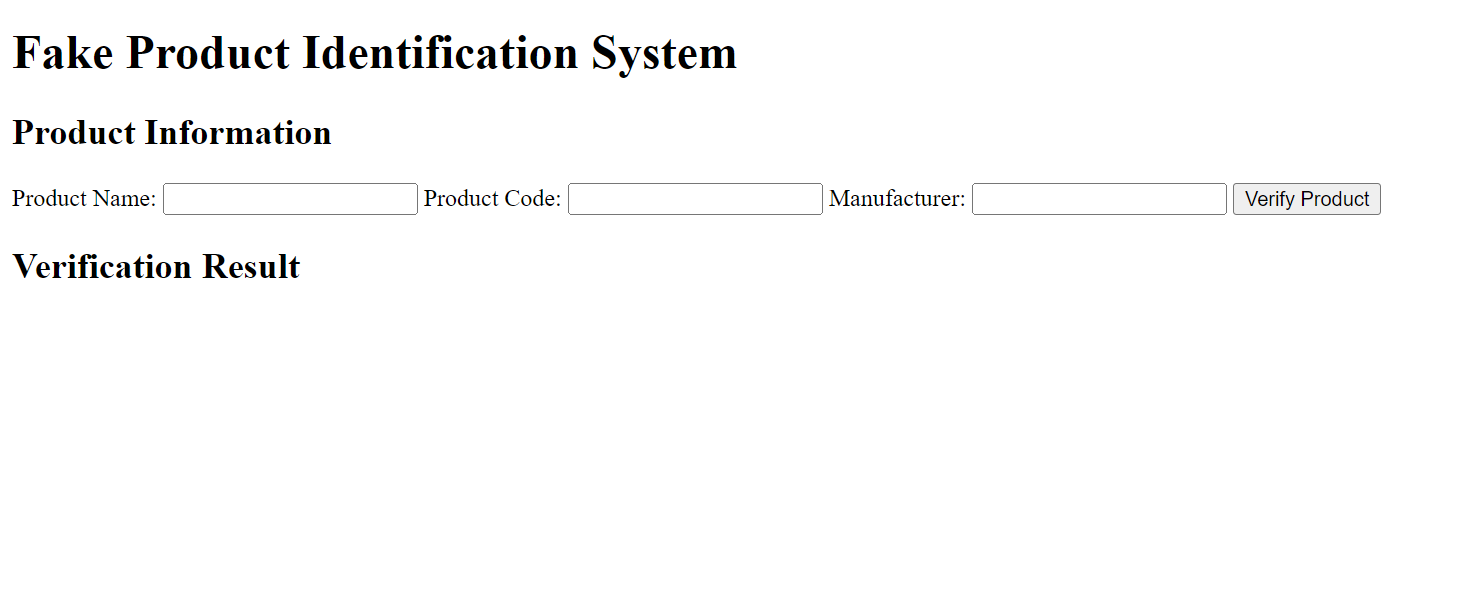 Fake Product Identification System
Product Information
Product Name: Product Code: Manufacturer: Verify Product
Verification Result